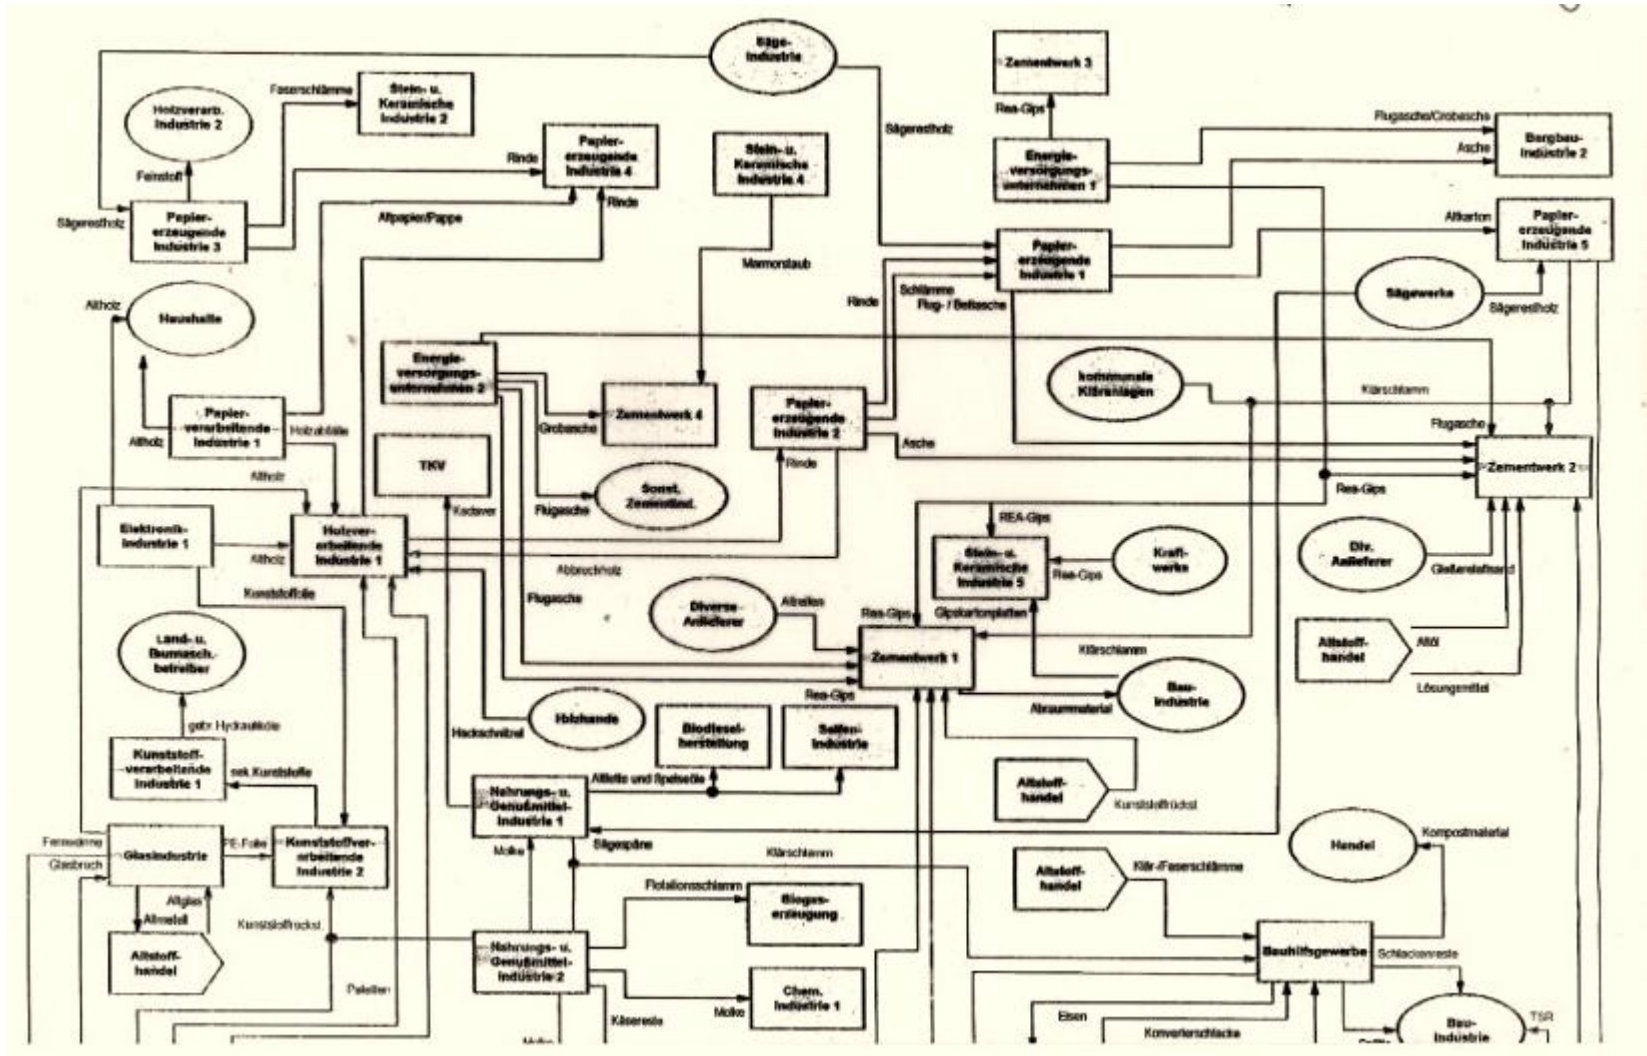 Säge-
Industrie
Zementwerk 3
Rea-Gips
Faserschlämme
Stein- u.
Keramische
Industrie 2
Holzverarb.
Industrie 2
Feinstoff
Sägerestholz
Papier-
erzeugende
Industrie 3
Rinde
Papier-
erzeugende
Industrie 4
Rinde
Altpapier/Pappe
Stein- u.
Keramische
Industrie 4
Marmorstaub
Sägerestholz
Energie-
versorgungs-
unternehmen 1
Flugasche/Grobasche
Asche
Bergbau-
Industrie 2
Altkarton
Papier-
erzeugende
Industrie 5
Papier-
erzeugende
Industrie 1
Sägewerke
Sägerestholz
Rinde
Schlämme
Flug- / Bettasche
Altholz
Haushalte
Energie-
versorgungs-
unternehmen 2
Zementwerk 4
Grobasche
Papier-
erzeugende
Industrie 2
kommunale
Kläranlagen
Klärschlamm
Flugasche
Papier-
verarbeitende
Industrie 1
Altholz
Holzabfälle
Altholz
TKV
Kadaver
Sonst.
Zementind.
Flugasche
Rinde
Asche
Zementwerk 2
Rea-Gips
Elektronik-
Industrie 1
Altholz
Holzver-
arbeitende
Industrie 1
Abbruchholz
REA-Gips
Stein- u.
Keramische
Industrie 5
Rea-Gips
Kraft-
werke
Div.
Anlieferer
Gießereialtsand
Kunststoffolie
Flugasche
Diverse
Anlieferer
Altreifen
Rea-Gips
Gipskartonplatten
Land- u.
Baumasch.-
betreiber
Zementwerk 1
Rea-Gips
Klärschlamm
Bau-
Industrie
Abraummaterial
Altstoff-
handel
Altöl
Lösungsmittel
gebr. Hydrauliköle
Holzhandel
Hackschnitzel
Biodiesel-
herstellung
Seifen-
Industrie
Kunststoff-
verarbeitende
Industrie 1
sek.Kunststoffe
Altfette und Speiseöle
Nahrungs- u.
Genußmittel-
Industrie 1
Altstoff-
handel
Kunststoffrückst.
Sägespäne
Molke
Fernwärme
Glasbruch
Glasindustrie
PE-Folie
Kunststoffver-
arbeitende
Industrie 2
Altglas
Altmetall
Kunststoffrückst.
Altstoff-
handel
Paletten
Klärschlamm
Flotationsschlamm
Biogas-
erzeugung
Nahrungs- u.
Genußmittel-
Industrie 2
Chem.
Industrie 1
Molke
Käsereste
Molke
Altstoff-
handel
Klär-/Faserschlämme
Handel
Kompostmaterial
Bauhilfsgewerbe
Schlackenreste
Eisen
Konverterschlacke
Bau-
Industrie
TSR